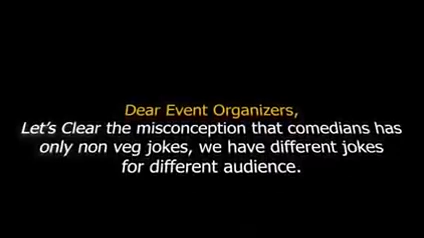 Dear Event Organizers,
Let's Clear the misconception that comedians has
only non veg jokes, we have different jokes
for different audience.